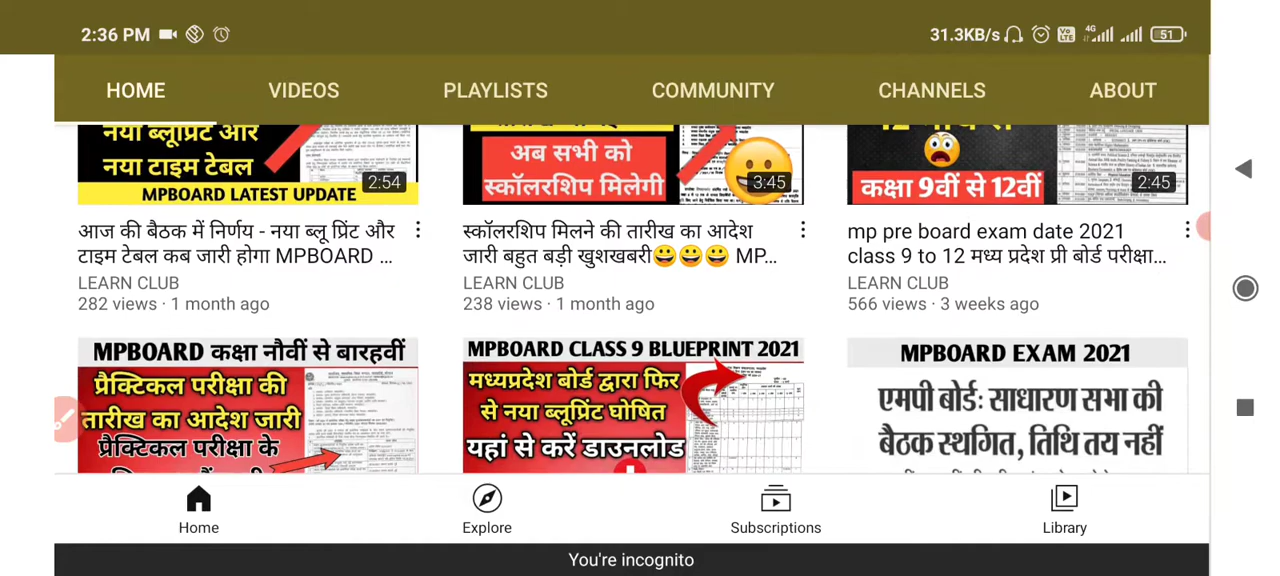 2:36 PM
31.3KB/s
Vo LTE
4G
51
HOME VIDEOS PLAYLISTS COMMUNITY CHANNELS ABOUT
नया ब्लूप्रिंट और
नया टाइम टेबल
MPBOARD LATEST UPDATE
2:54
अब सभी को
स्कॉलरशिप मिलेगी
3:45
कक्षा 9वीं से 12वीं
2:45
आज की बैठक में निर्णय - नया ब्लू प्रिंट और
टाइम टेबल कब जारी होगा MPBOARD ...
LEARN CLUB
282 views · 1 month ago
स्कॉलरशिप मिलने की तारीख का आदेश
जारी बहुत बड़ी खुशखबरी😀😀😀 MP...
LEARN CLUB
238 views · 1 month ago
mp pre board exam date 2021
class 9 to 12 मध्य प्रदेश प्री बोर्ड परीक्षा...
LEARN CLUB
566 views · 3 weeks ago
MPBOARD कक्षा नौवीं से बारहवीं
प्रैक्टिकल परीक्षा की
तारीख का आदेश जारी
प्रैक्टिकल परीक्षा के
MPBOARD CLASS 9 BLUEPRINT 2021
मध्यप्रदेश बोर्ड द्वारा फिर
से नया ब्लूप्रिंट घोषित
यहां से करें डाउनलोड
MPBOARD EXAM 2021
एमपी बोर्ड: साधारण सभा की
बैठक स्थगित, तिथि तय नहीं
Home Explore Subscriptions Library
You're incognito